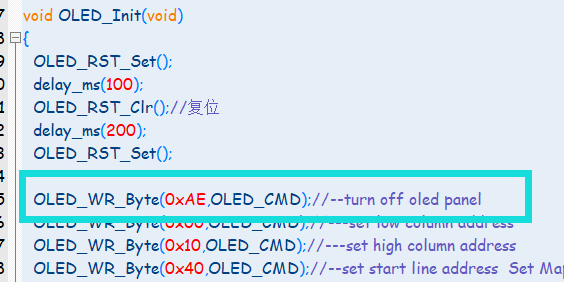 7 void OLED_Init(void)
8 {
9 OLED_RST_Set();
0 delay_ms(100);
1 OLED_RST_Clr();//复位
2 delay_ms(200);
3 OLED_RST_Set();
4
5 OLED_WR_Byte(0xAE,OLED_CMD);//--turn off oled panel
6 OLED_WR_Byte(0x00,OLED_CMD);//---set low column address
7 OLED_WR_Byte(0x10,OLED_CMD);//---set high column address
8 OLED_WR_Byte(0x40,OLED_CMD);//--set start line address Set Ma